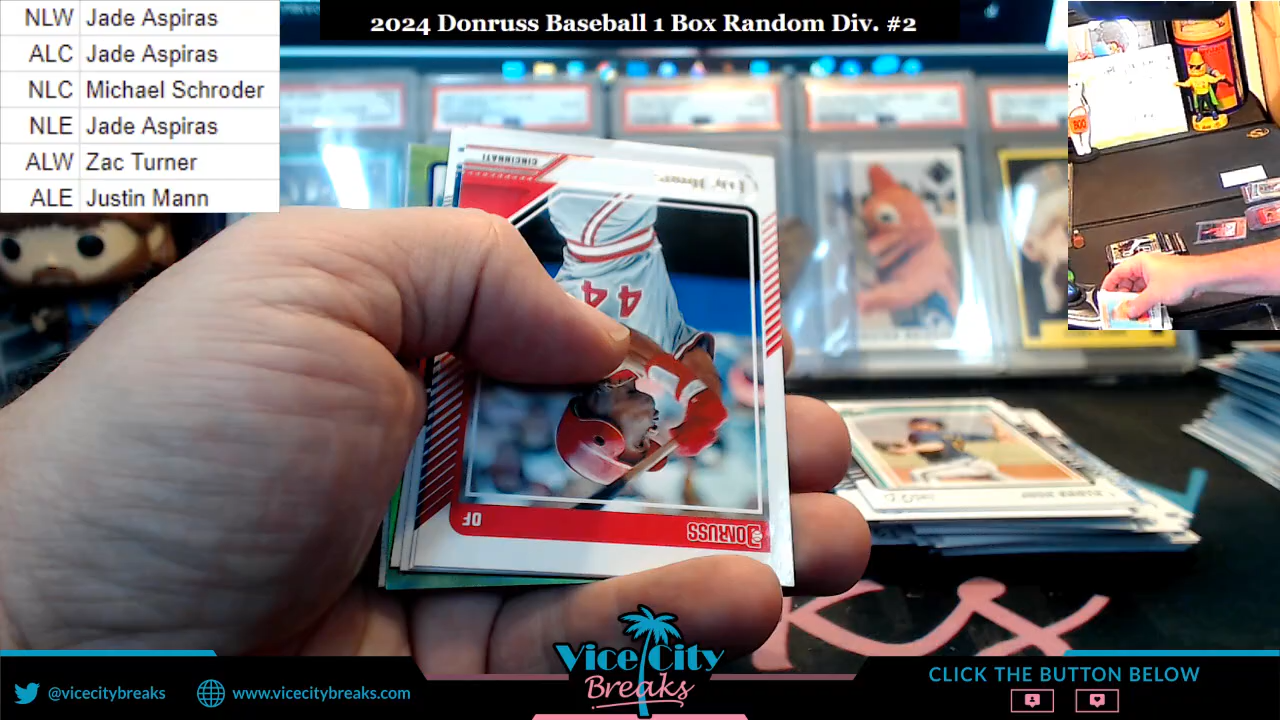 2024 Donruss Baseball 1 Box Random Div. #2
NLW Jade Aspiras
ALC Jade Aspiras
NLC Michael Schroder
NLE Jade Aspiras
ALW Zac Turner
ALE Justin Mann
CINCINNATI
44
OF
DONRUSS
BOO
Vice City
Breaks
@vicecitybreaks
www.vicecitybreaks.com
CLICK THE BUTTON BELOW